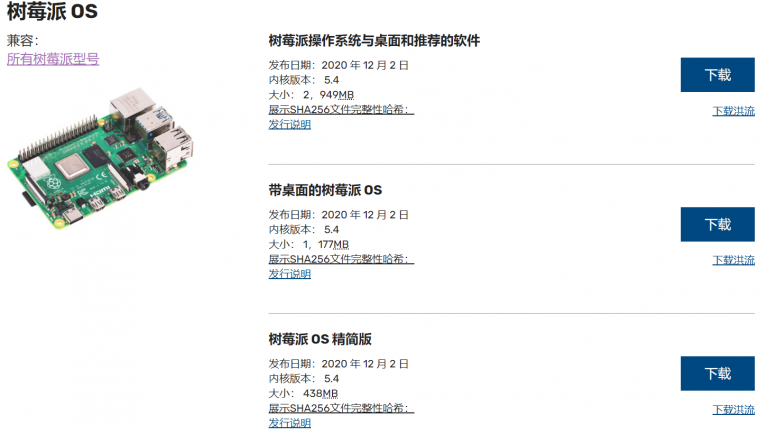 树莓派 OS
兼容：
所有树莓派型号
树莓派操作系统与桌面和推荐的软件
发布日期：2020 年 12 月 2 日
内核版本： 5.4
大小： 2，949MB
展示SHA256文件完整性哈希：
发行说明
下载
下载洪流
带桌面的树莓派 OS
发布日期：2020 年 12 月 2 日
内核版本： 5.4
大小： 1，177MB
展示SHA256文件完整性哈希：
发行说明
下载
下载洪流
树莓派 OS 精简版
发布日期：2020 年 12 月 2 日
内核版本： 5.4
大小： 438MB
展示SHA256文件完整性哈希：
发行说明
下载
下载洪流
HDMI
CE